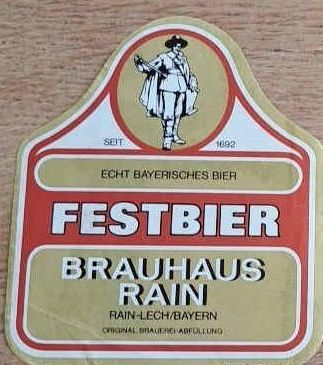 SEIT 1692
ECHT BAYERISCHES BIER
FESTBIER
BRAUHAUS
RAIN
RAIN-LECH/BAYERN
ORIGINAL BRAUEREI-ABFÜLLUNG